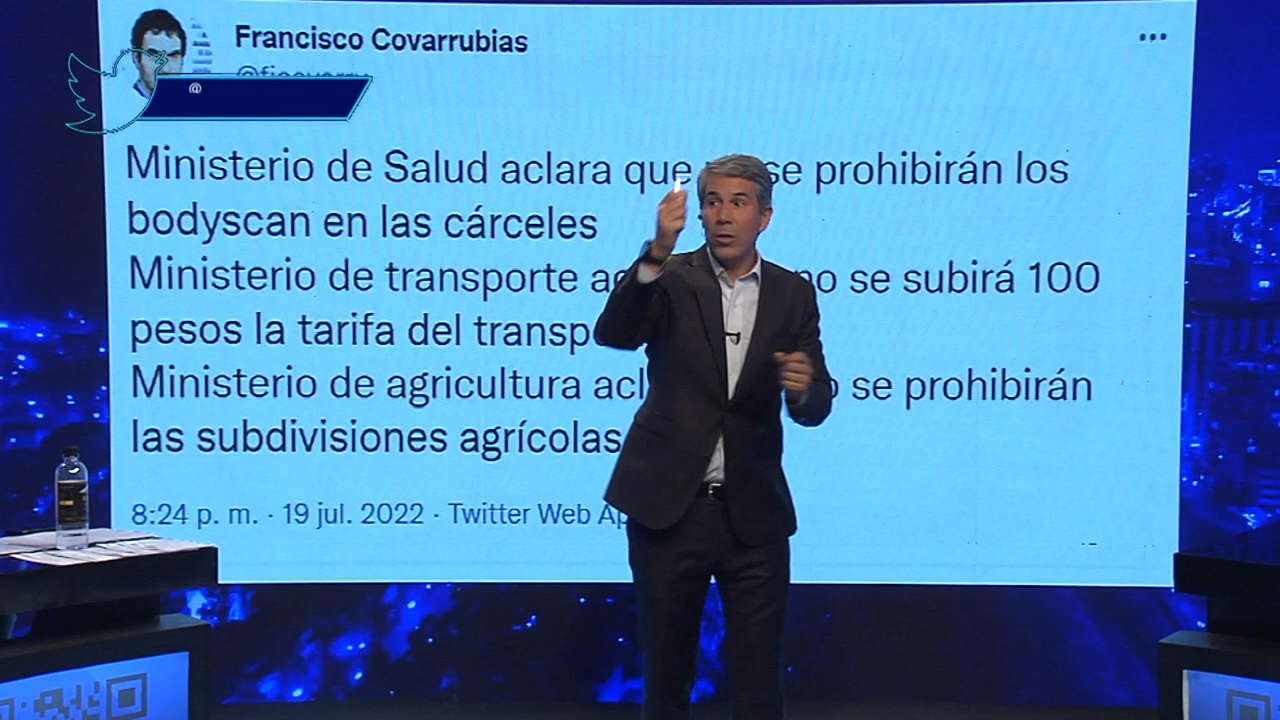 Francisco Covarrubias
@
Ministerio de Salud aclara que se prohibirán los
bodyscan en las cárceles
Ministerio de transporte no se subirá 100
pesos la tarifa del
Ministerio de agricultura se prohibirán
las subdivisiones agrícolas
8:24 p. m. · 19 jul. 2022 · Twitter Web